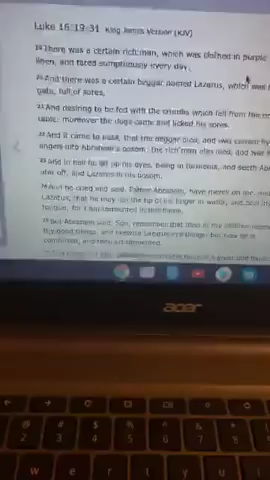 Luke 16:19-31 King James Version (KJV)
19 There was a certain rich man, which was clothed in purple
linen, and fared sumptuously every day:
20 And there was a certain beggar named Lazarus, which was
gate, full of sores,
21 And desiring to be fed with the crumbs which fell from the
table: moreover the dogs came and licked his sores.
22 And it came to pass, that the beggar died, and was carried
angels into Abraham's bosom: the rich man also died, and was
23 And in hell he lift up his eyes, being in torments, and seeth
afar off, and Lazarus in his bosom.
24 And he cried and said, Father Abraham, have mercy on me, and
Lazarus, that he may dip the tip of his finger in water, and cool
tongue; for I am tormented in this flame.
25 But Abraham said, Son, remember that thou in thy lifetime
thy good things, and likewise Lazarus evil things: but now he is
comforted, and thou art tormented.
acer
@ # $ % ^ & *
2 3 4 5 6 7 8
w e r t y u i